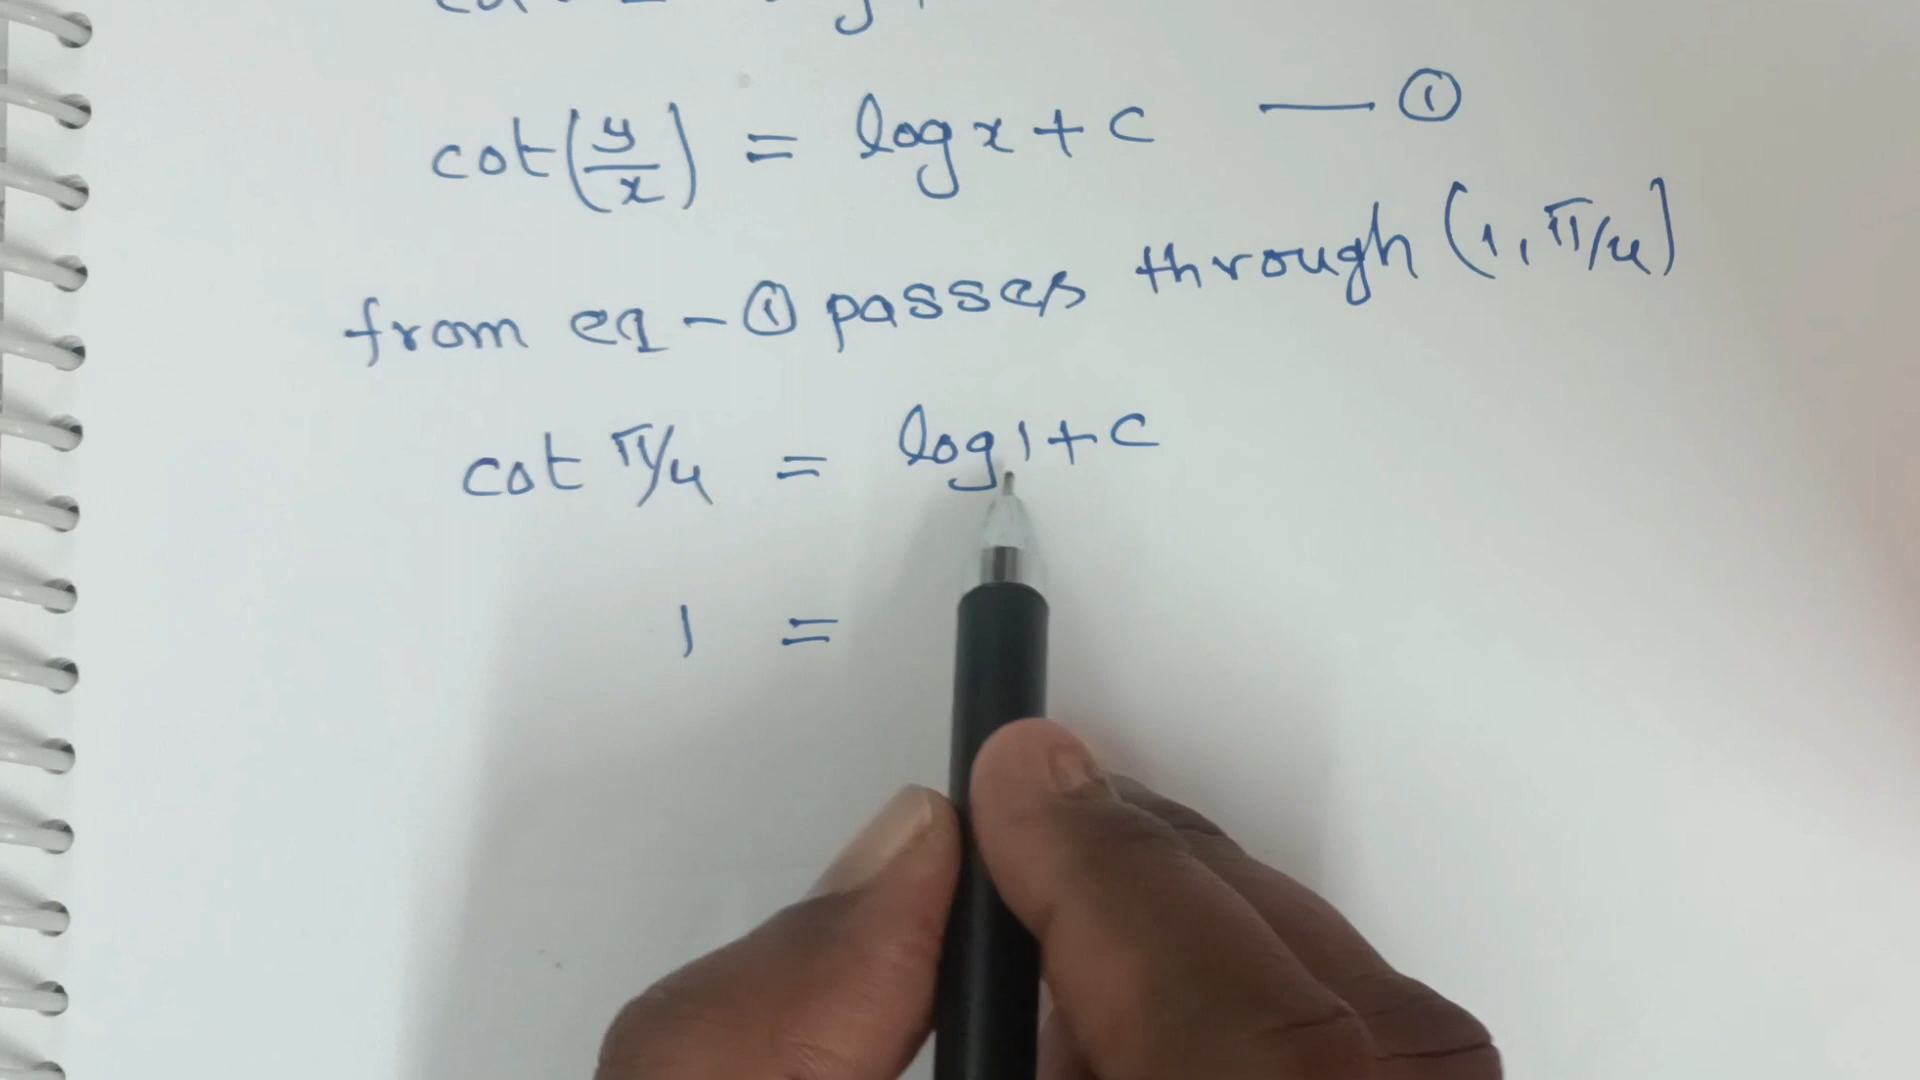 cot(y/x) = log x + c — ①
from eq - ① passes through (1, π/4)
cot π/4 = log 1 + c
1 =